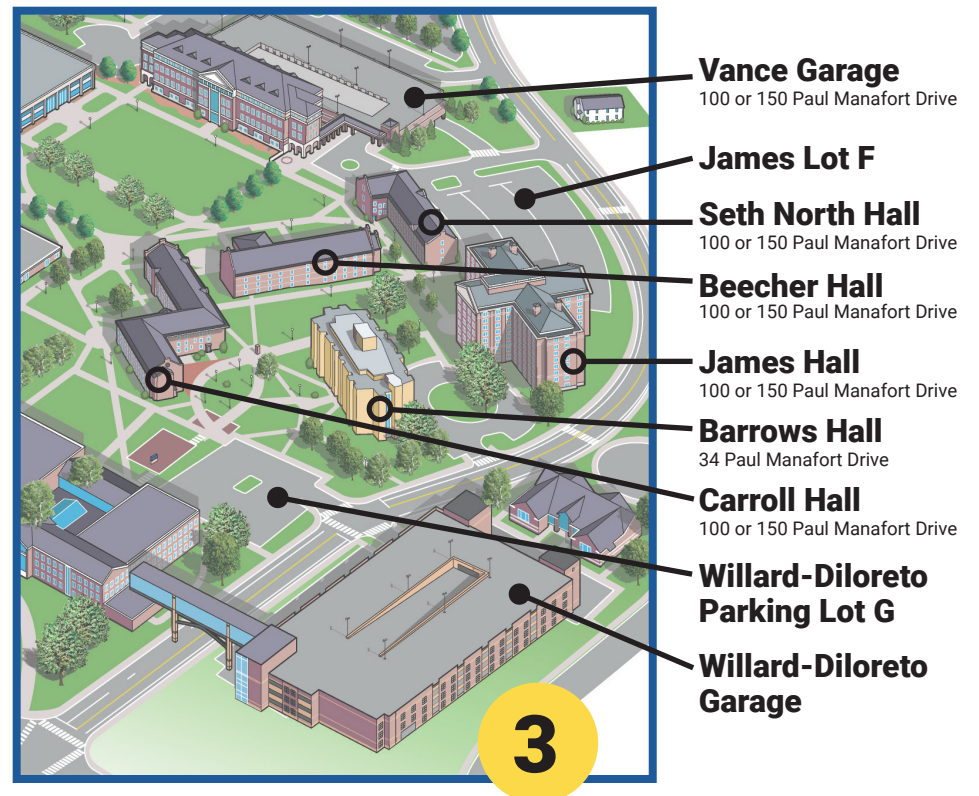 Vance Garage
100 or 150 Paul Manafort Drive
James Lot F
Seth North Hall
100 or 150 Paul Manafort Drive
Beecher Hall
100 or 150 Paul Manafort Drive
James Hall
100 or 150 Paul Manafort Drive
Barrows Hall
34 Paul Manafort Drive
Carroll Hall
100 or 150 Paul Manafort Drive
Willard-Diloreto
Parking Lot G
Willard-Diloreto
Garage
3